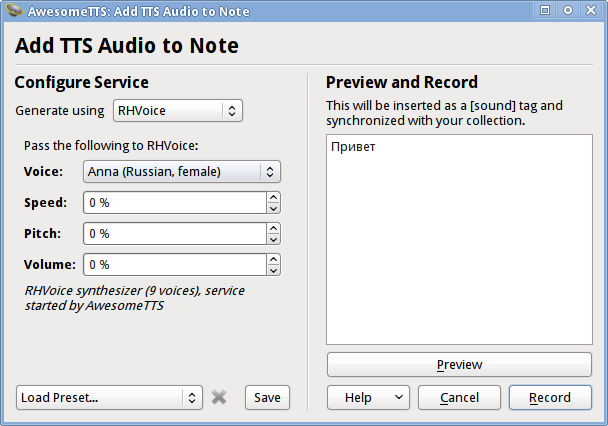 AwesomeTTS: Add TTS Audio to Note
Add TTS Audio to Note
Configure Service
Generate using RHVoice
Pass the following to RHVoice:
Voice: Anna (Russian, female)
Speed: 0 %
Pitch: 0 %
Volume: 0 %
RHVoice synthesizer (9 voices), service
started by AwesomeTTS
Load Preset...
Save
Preview and Record
This will be inserted as a [sound] tag and
synchronized with your collection.
Привет
Preview
Help
Cancel
Record